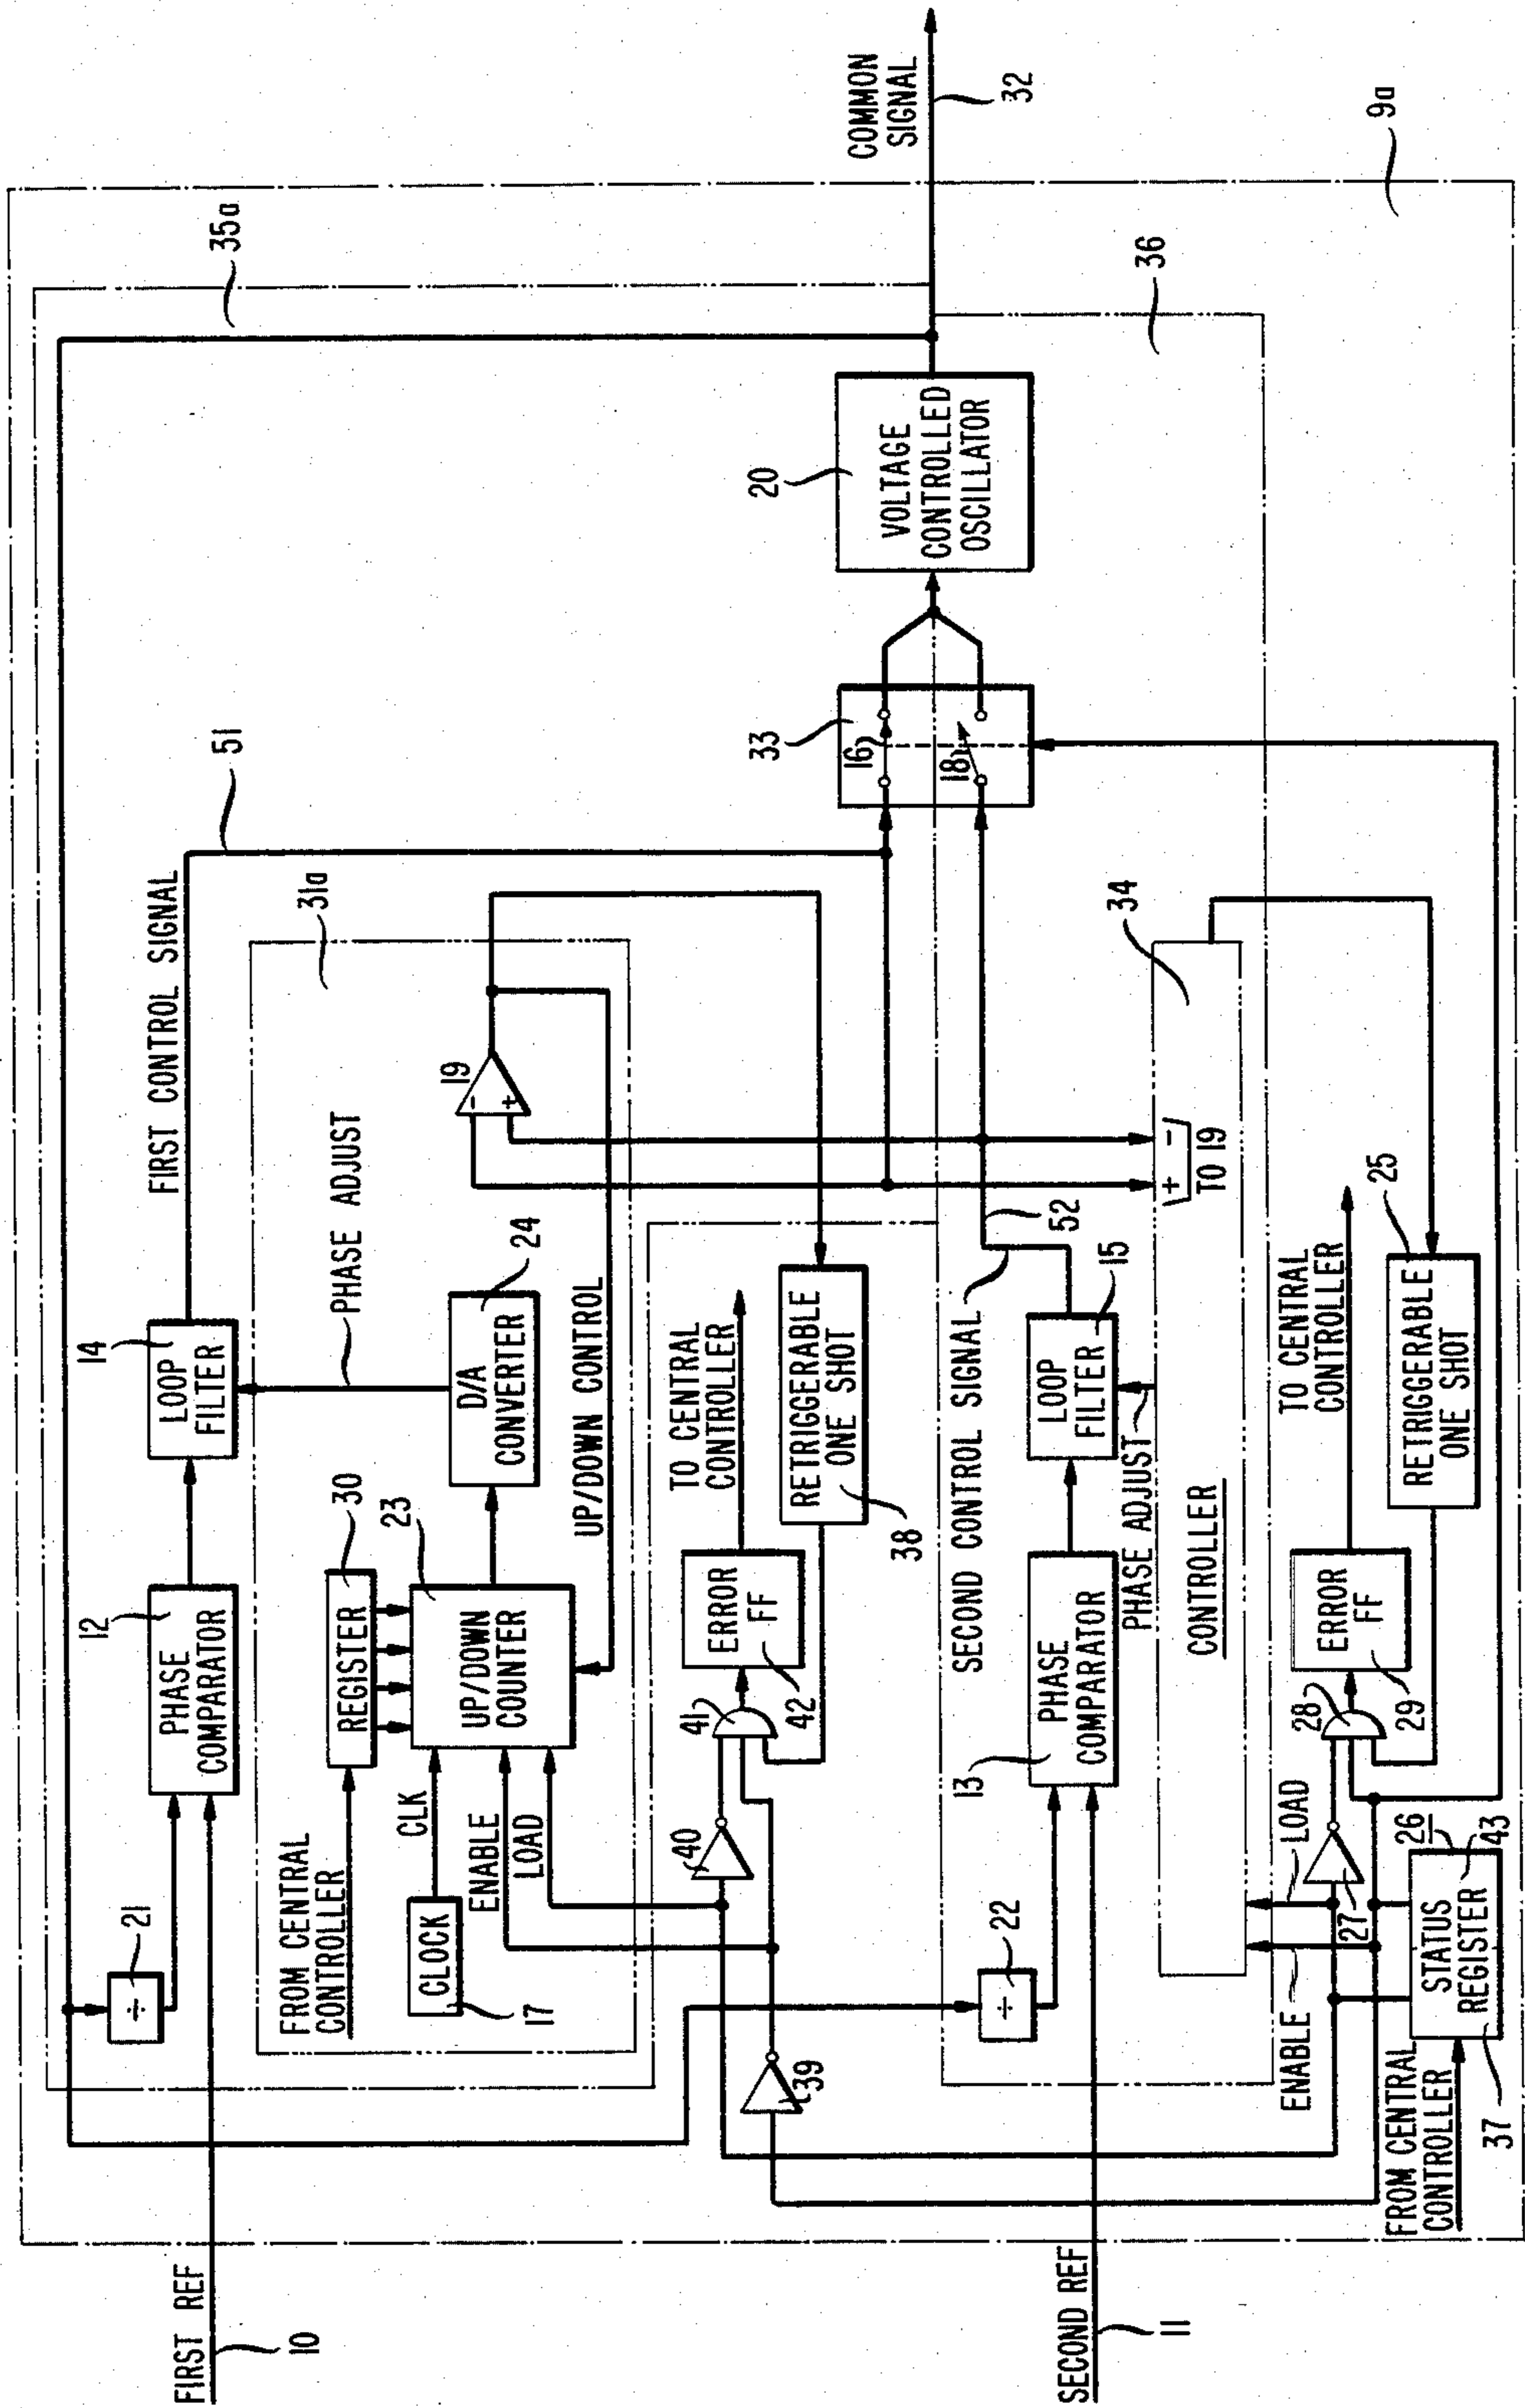 FIRST REF
10
÷
21
PHASE
COMPARATOR
12
LOOP
FILTER
14
FIRST CONTROL SIGNAL
51
35a
FROM CENTRAL
CONTROLLER
REGISTER
30
CLOCK
17
CLK
ENABLE
LOAD
UP/DOWN
COUNTER
23
D/A
CONVERTER
24
PHASE ADJUST
UP/DOWN CONTROL
19
-
+
31a
39
40
41
ERROR
FF
42
TO CENTRAL
CONTROLLER
RETRIGGERABLE
ONE SHOT
38
33
16
18
20
VOLTAGE
CONTROLLED
OSCILLATOR
COMMON
SIGNAL
32
SECOND REF
11
÷
22
PHASE
COMPARATOR
13
LOOP
FILTER
15
SECOND CONTROL SIGNAL
52
PHASE ADJUST
CONTROLLER
34
+ -
TO 19
36
ENABLE
LOAD
27
28
ERROR
FF
29
TO CENTRAL
CONTROLLER
RETRIGGERABLE
ONE SHOT
25
FROM CENTRAL
CONTROLLER
STATUS
REGISTER
26
43
37
9a